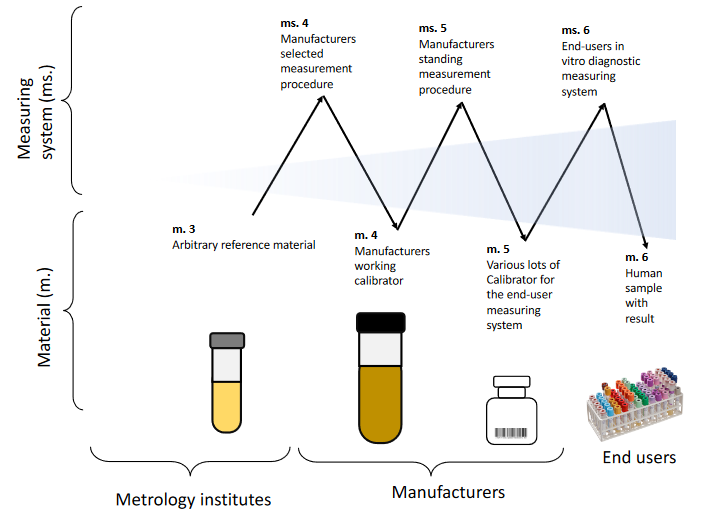 Measuring
system (ms.)
ms. 4
Manufacturers
selected
measurement
procedure
ms. 5
Manufacturers
standing
measurement
procedure
ms. 6
End-users in
vitro diagnostic
measuring
system
Material (m.)
m. 3
Arbitrary reference material
m. 4
Manufacturers
working
calibrator
m. 5
Various lots of
Calibrator for
the end-user
measuring
system
m. 6
Human
sample
with
result
Metrology institutes
Manufacturers
End users